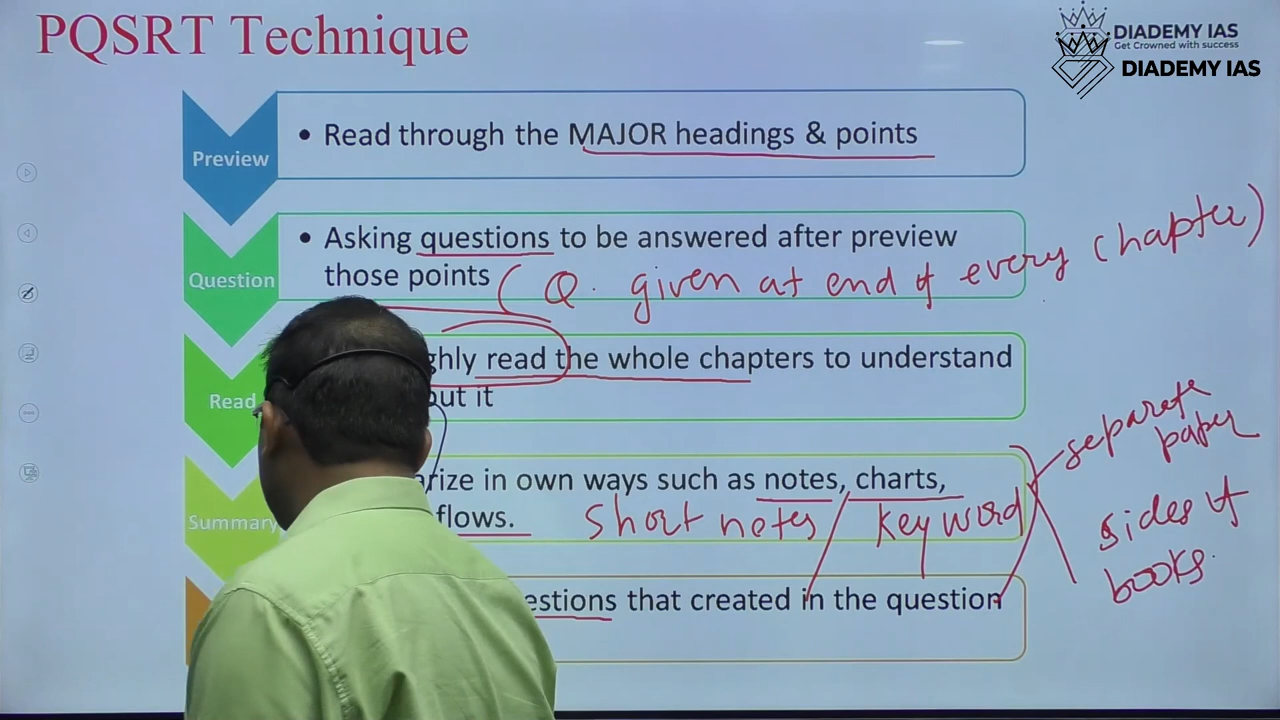 PQSRT Technique
DIADEMY IAS
Get Crowned with success
DIADEMY IAS
Preview
• Read through the MAJOR headings & points
Question
• Asking questions to be answered after preview
those points
(Q. given at end of every chapter)
Read
ghly read the whole chapters to understand
out it
Summary
rize in own ways such as notes, charts,
flows.
Short notes / Keyword
separate
paper
sides of
books.
estions that created in the question